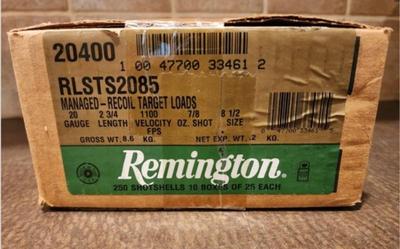 20400
1 00 47700 33461 2
RLSTS2085
MANAGED-RECOIL TARGET LOADS
20 2 3/4 1100 7/8 8 1/2
GAUGE LENGTH VELOCITY OZ. SHOT SIZE
FPS
GROSS WT. 8.6 KG. NET EXP. WT. .2 KG.
Remington
250 SHOTSHELLS 10 BOXES OF 25 EACH